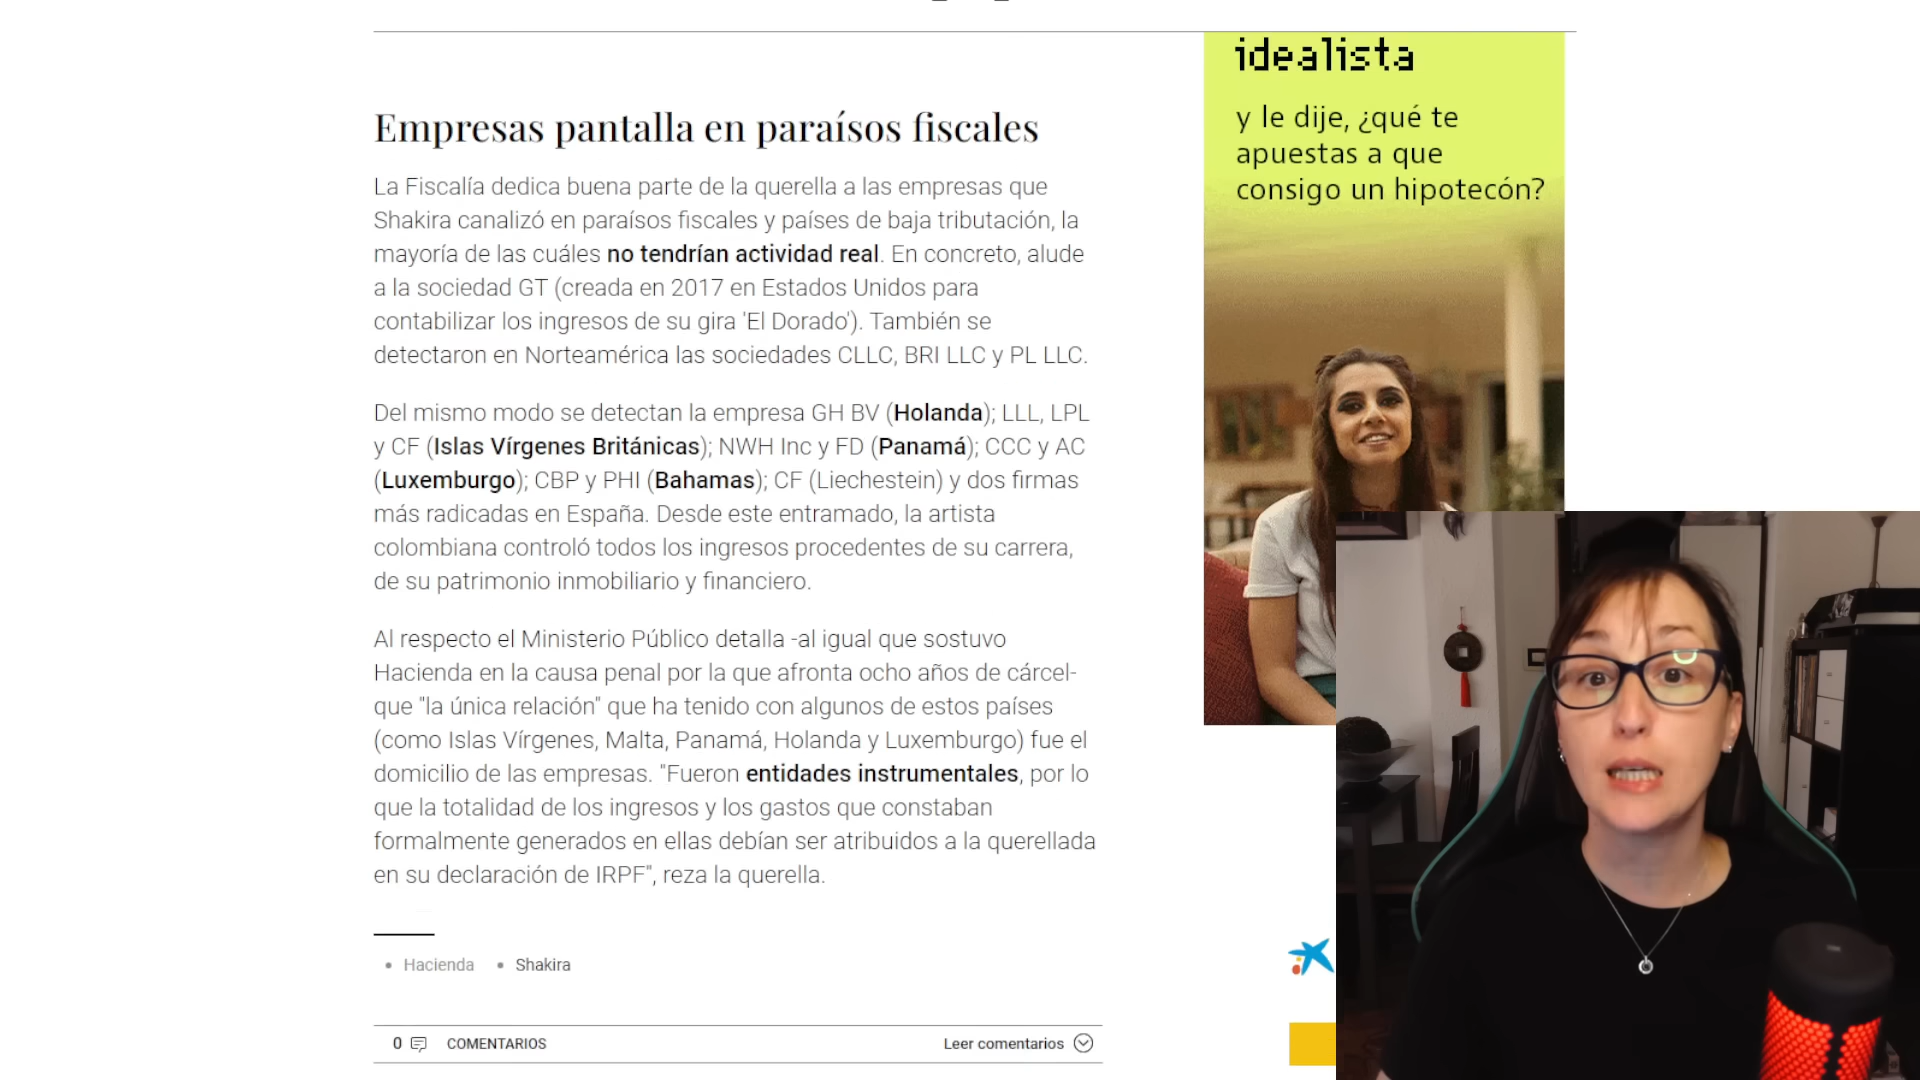 Empresas pantalla en paraísos fiscales
La Fiscalía dedica buena parte de la querella a las empresas que
Shakira canalizó en paraísos fiscales y países de baja tributación, la
mayoría de las cuáles no tendrían actividad real. En concreto, alude
a la sociedad GT (creada en 2017 en Estados Unidos para
contabilizar los ingresos de su gira 'El Dorado'). También se
detectaron en Norteamérica las sociedades CLLC, BRI LLC y PL LLC.
Del mismo modo se detectan la empresa GH BV (Holanda); LLL, LPL
y CF (Islas Vírgenes Británicas); NWH Inc y FD (Panamá); CCC y AC
(Luxemburgo); CBP y PHI (Bahamas); CF (Liechestein) y dos firmas
más radicadas en España. Desde este entramado, la artista
colombiana controló todos los ingresos procedentes de su carrera,
de su patrimonio inmobiliario y financiero.
Al respecto el Ministerio Público detalla -al igual que sostuvo
Hacienda en la causa penal por la que afronta ocho años de cárcel-
que "la única relación" que ha tenido con algunos de estos países
(como Islas Vírgenes, Malta, Panamá, Holanda y Luxemburgo) fue el
domicilio de las empresas. "Fueron entidades instrumentales, por lo
que la totalidad de los ingresos y los gastos que constaban
formalmente generados en ellas debían ser atribuidos a la querellada
en su declaración de IRPF", reza la querella.
• Hacienda • Shakira
0 COMENTARIOS Leer comentarios
idealista
y le dije, ¿qué te
apuestas a que
consigo un hipotecón?